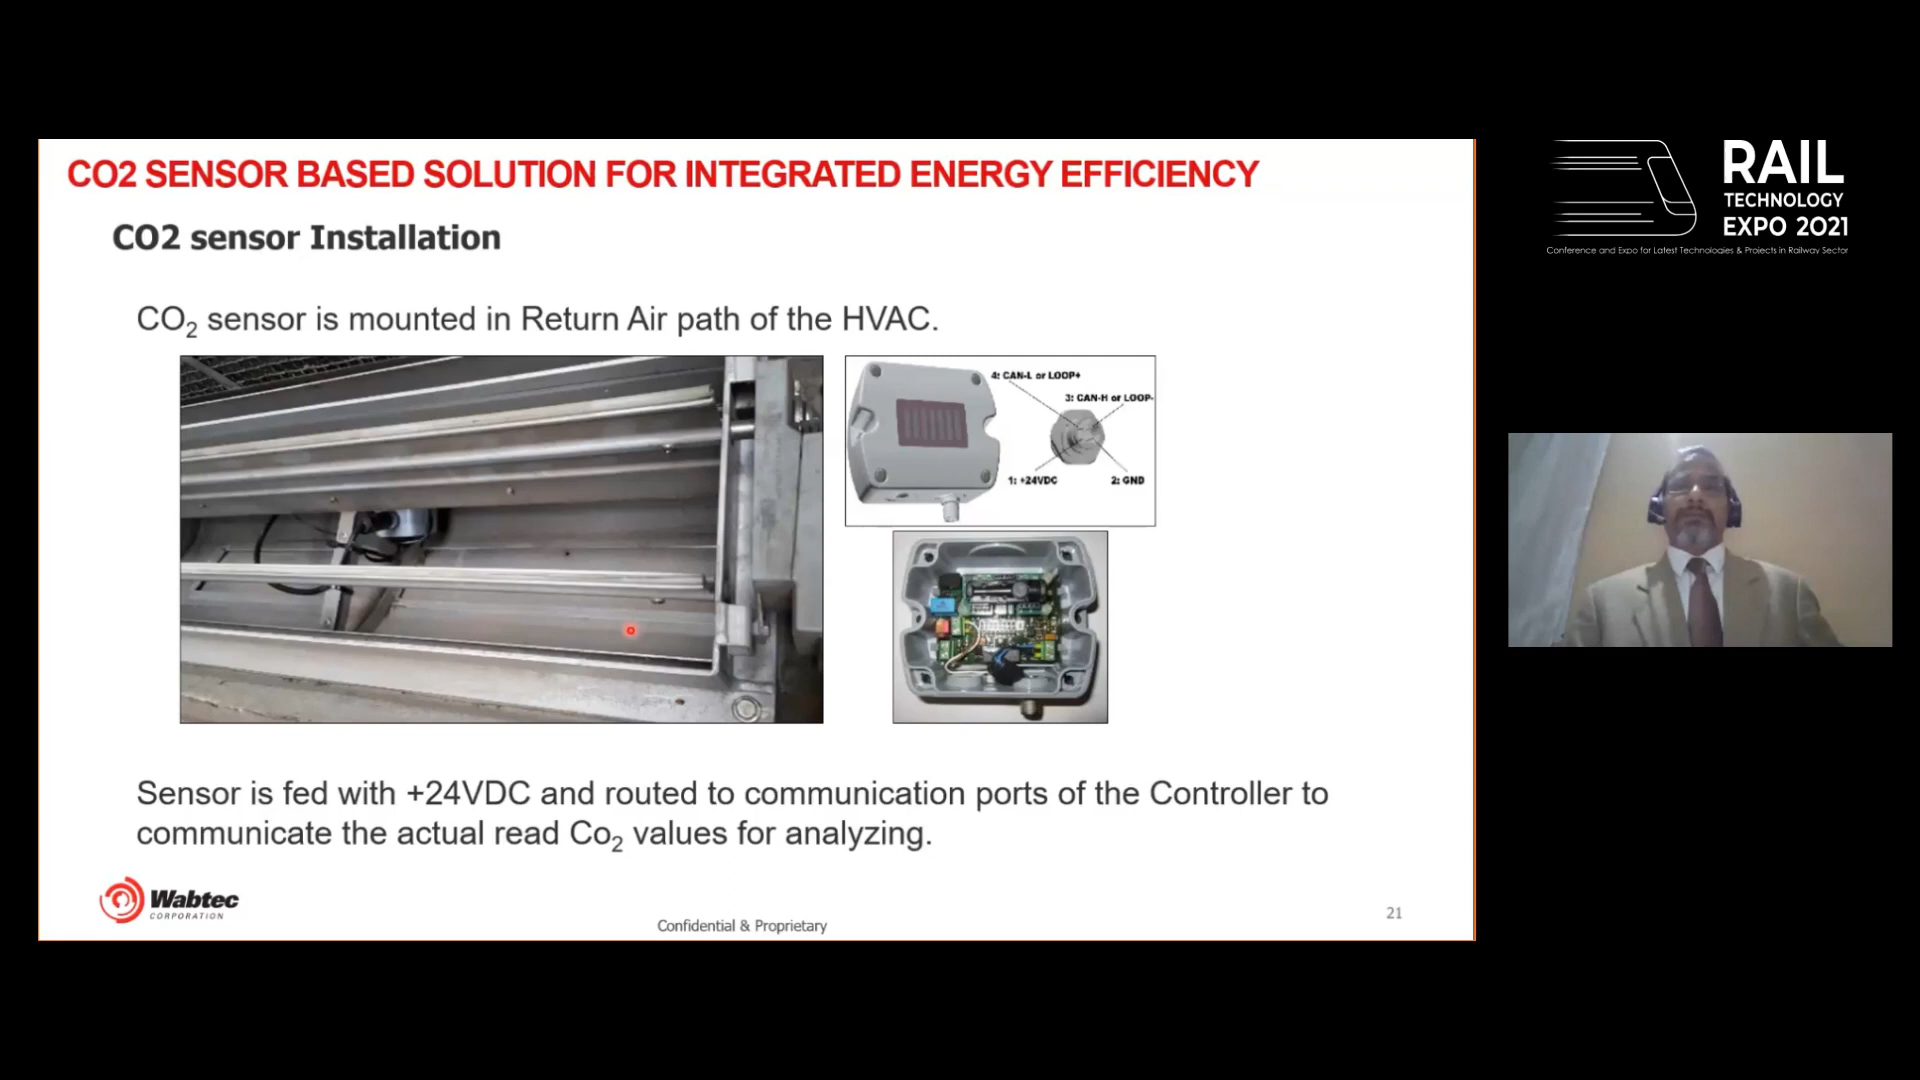 CO2 SENSOR BASED SOLUTION FOR INTEGRATED ENERGY EFFICIENCY
CO2 sensor Installation
CO₂ sensor is mounted in Return Air path of the HVAC.
4: CAN-L or LOOP+
3: CAN-H or LOOP-
1: +24VDC
2: GND
Sensor is fed with +24VDC and routed to communication ports of the Controller to
communicate the actual read Co₂ values for analyzing.
Wabtec
CORPORATION
Confidential & Proprietary
21
RAIL
TECHNOLOGY
EXPO 2021
Conference and Expo for Latest Technologies & Projects in Railway Sector